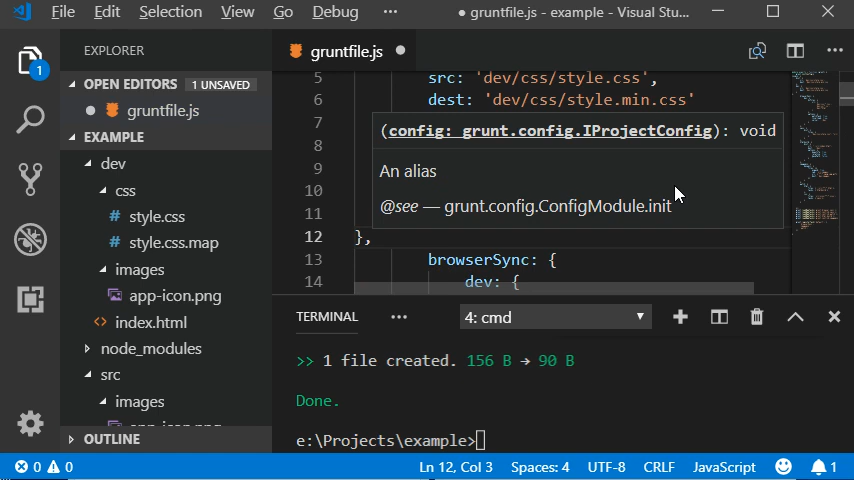 File Edit Selection View Go Debug ··· ● gruntfile.js - example - Visual Stu...
EXPLORER
gruntfile.js ●
OPEN EDITORS 1 UNSAVED
● gruntfile.js
EXAMPLE
dev
css
# style.css
# style.css.map
images
app-icon.png
<> index.html
node_modules
src
images
OUTLINE
1
5 src: 'dev/css/style.css',
6 dest: 'dev/css/style.min.css'
7
8
9
10
11
12 },
13 browserSync: {
14 dev: {
(config: grunt.config.IProjectConfig): void
An alias
@see — grunt.config.ConfigModule.init
TERMINAL ··· 4: cmd
>> 1 file created. 156 B → 90 B
Done.
e:\Projects\example>
0 0 Ln 12, Col 3 Spaces: 4 UTF-8 CRLF JavaScript 1